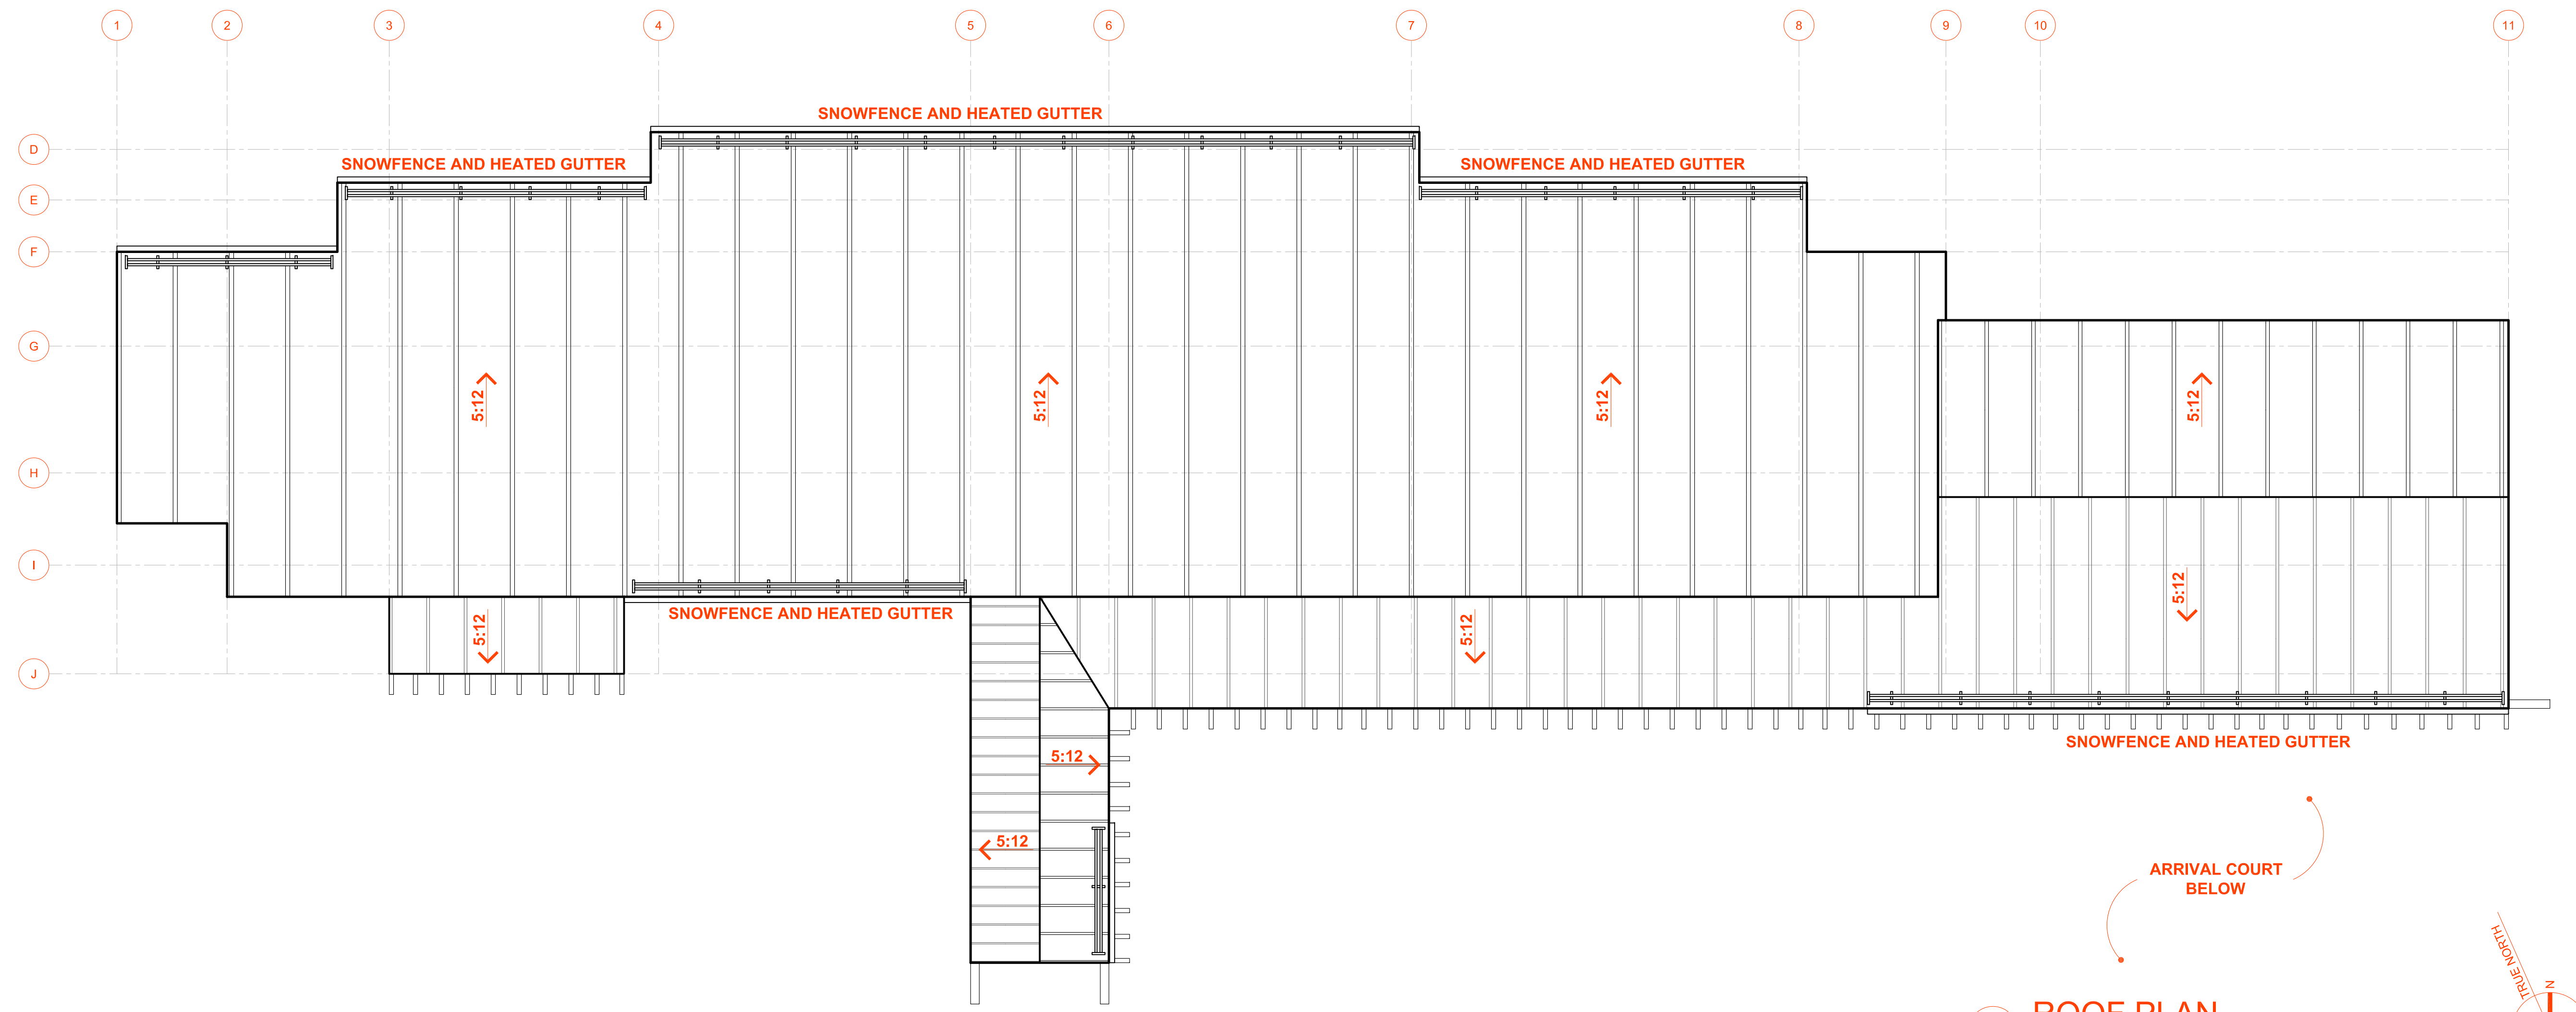 1
2
3
4
5
6
7
8
9
10
11
SNOWFENCE AND HEATED GUTTER
D
SNOWFENCE AND HEATED GUTTER
SNOWFENCE AND HEATED GUTTER
E
F
G
5:12
5:12
5:12
5:12
H
I
5:12
SNOWFENCE AND HEATED GUTTER
5:12
5:12
J
SNOWFENCE AND HEATED GUTTER
5:12
5:12
ARRIVAL COURT
BELOW
TRUE NORTH
N
ROOF PLAN